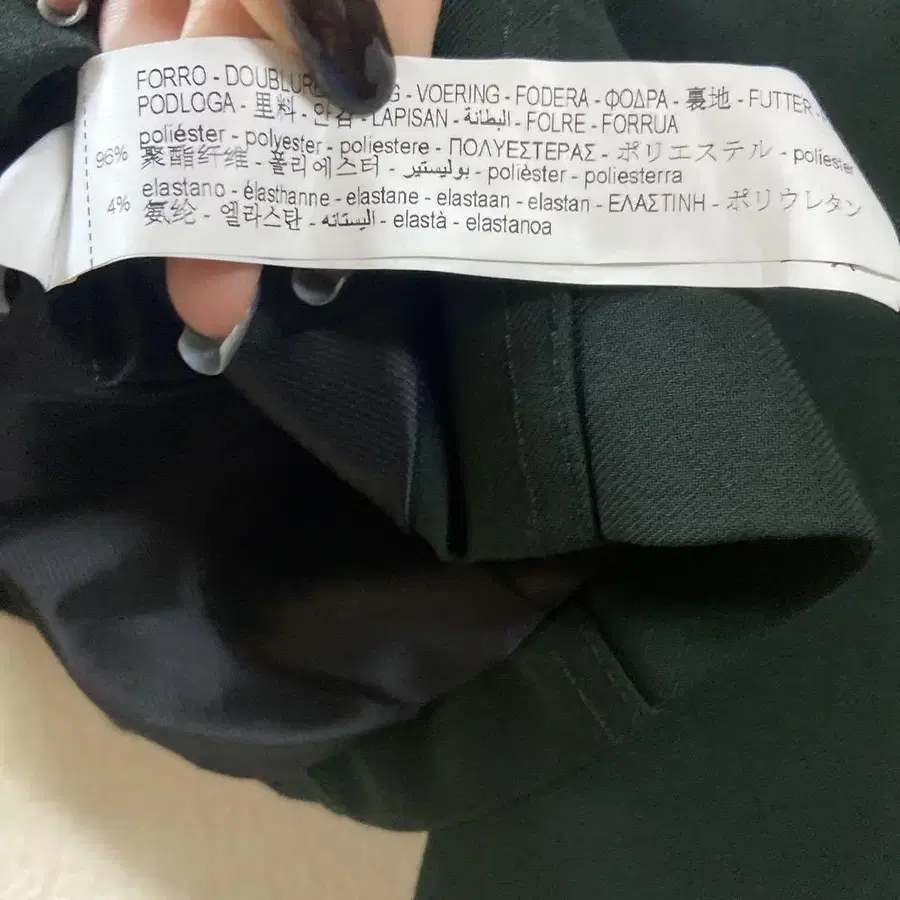 FORRO - DOUBLURE - VOERING - FODERA - ΦΟΔΡΑ - 裏地 - FUTTER -
PODLOGA - 里料 - 안감 - LAPISAN - البطانة - FOLRE - FORRUA
96% poliéster - polyester - poliestere - ΠΟΛΥΕΣΤΕΡΑΣ - ポリエステル - poliester
聚酯纤维 - 폴리에스터 - بوليستير - polièster - poliesterra
4% elastano - élasthanne - elastane - elastaan - elastan - ΕΛΑΣΤΙΝΗ - ポリウレタン
氨纶 - 엘라스탄 - اليستانه - elastà - elastanoa